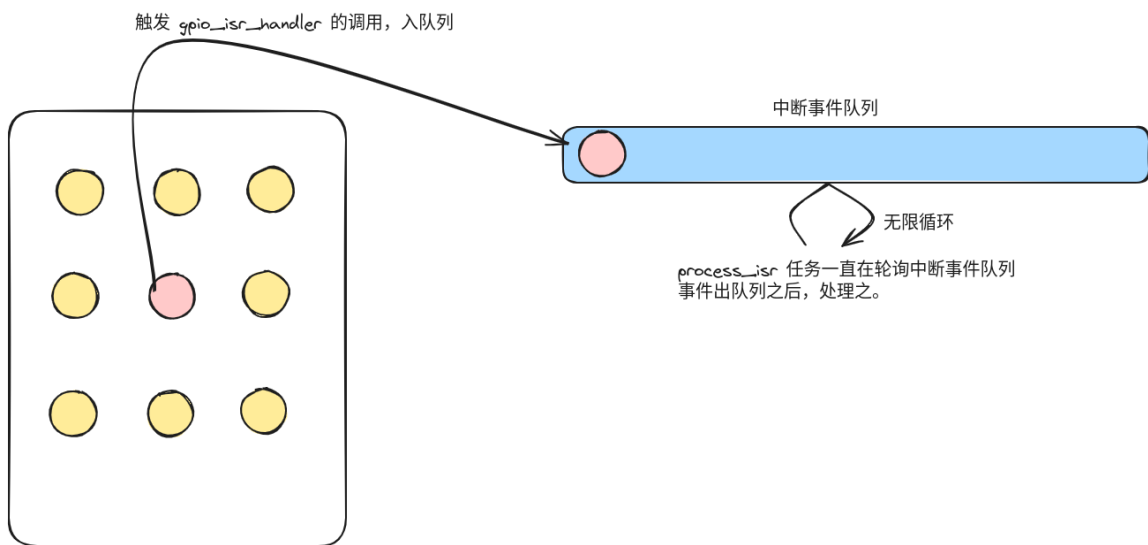 触发 gpio_isr_handler 的调用，入队列
中断事件队列
无限循环
process_isr 任务一直在轮询中断事件队列
事件出队列之后，处理之。